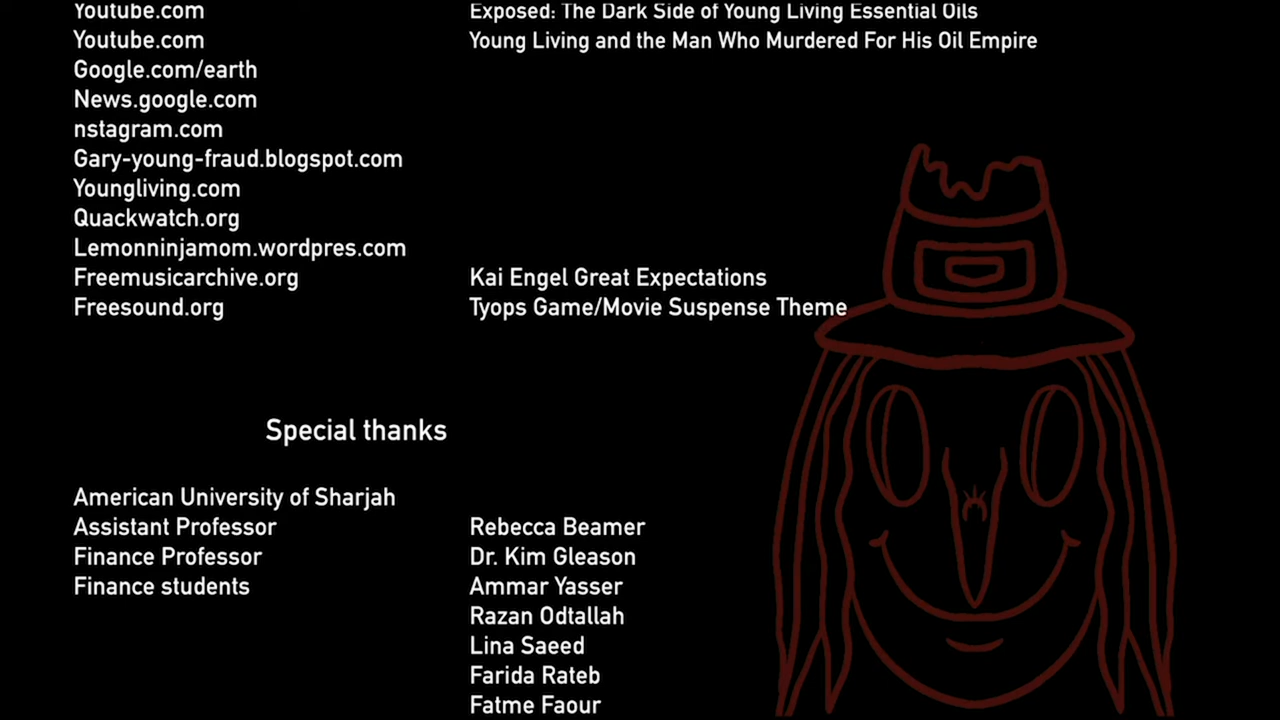 Youtube.com Exposed: The Dark Side of Young Living Essential Oils
Youtube.com Young Living and the Man Who Murdered For His Oil Empire
Google.com/earth
News.google.com
nstagram.com
Gary-young-fraud.blogspot.com
Youngliving.com
Quackwatch.org
Lemonninjamom.wordpres.com
Freemusicarchive.org Kai Engel Great Expectations
Freesound.org Tyops Game/Movie Suspense Theme
Special thanks
American University of Sharjah
Assistant Professor Rebecca Beamer
Finance Professor Dr. Kim Gleason
Finance students Ammar Yasser
Razan Odtallah
Lina Saeed
Farida Rateb
Fatme Faour